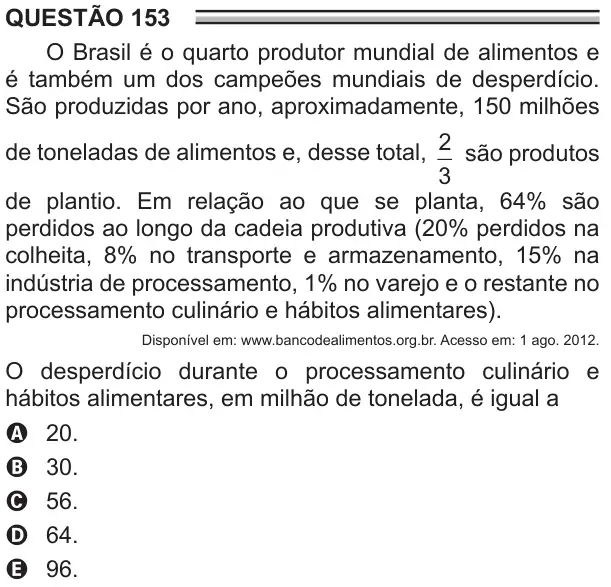 QUESTÃO 153
O Brasil é o quarto produtor mundial de alimentos e
é também um dos campeões mundiais de desperdício.
São produzidas por ano, aproximadamente, 150 milhões
de toneladas de alimentos e, desse total, 2/3 são produtos
de plantio. Em relação ao que se planta, 64% são
perdidos ao longo da cadeia produtiva (20% perdidos na
colheita, 8% no transporte e armazenamento, 15% na
indústria de processamento, 1% no varejo e o restante no
processamento culinário e hábitos alimentares).
Disponível em: www.bancodealimentos.org.br. Acesso em: 1 ago. 2012.
O desperdício durante o processamento culinário e
hábitos alimentares, em milhão de tonelada, é igual a
A 20.
B 30.
C 56.
D 64.
E 96.